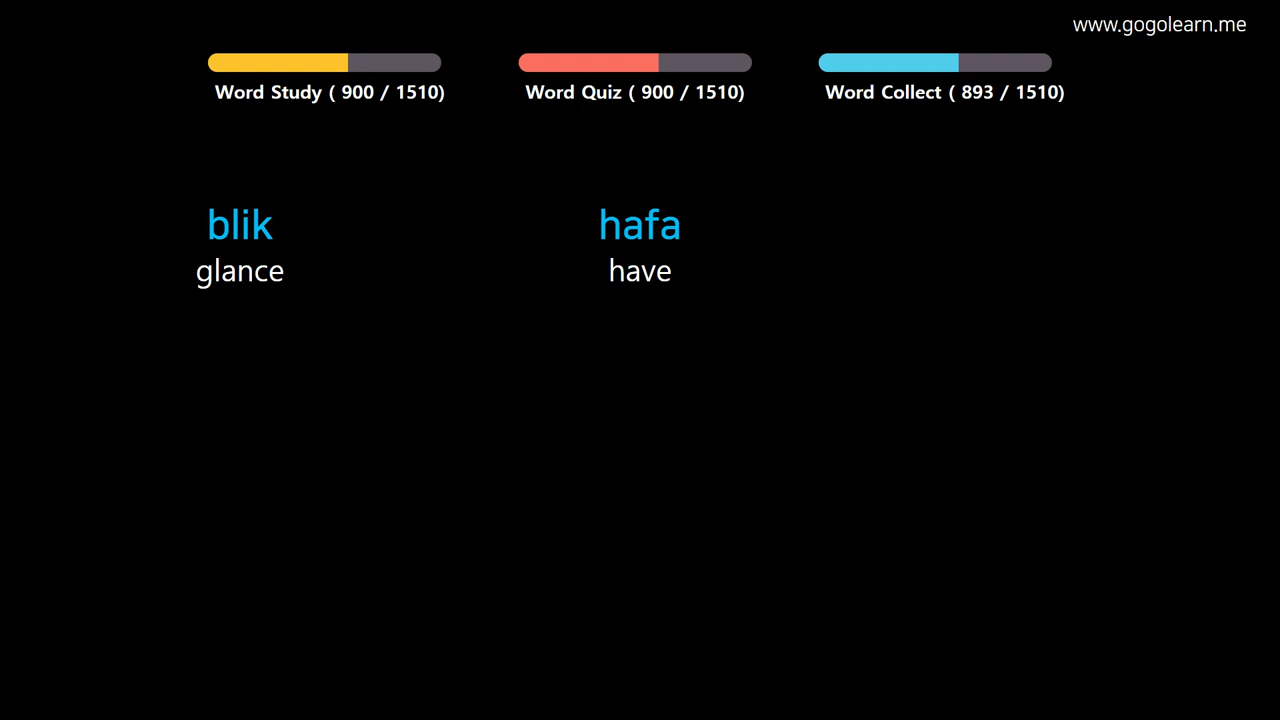 www.gogolearn.me
Word Study ( 900 / 1510)
Word Quiz ( 900 / 1510)
Word Collect ( 893 / 1510)
blik
glance
hafa
have